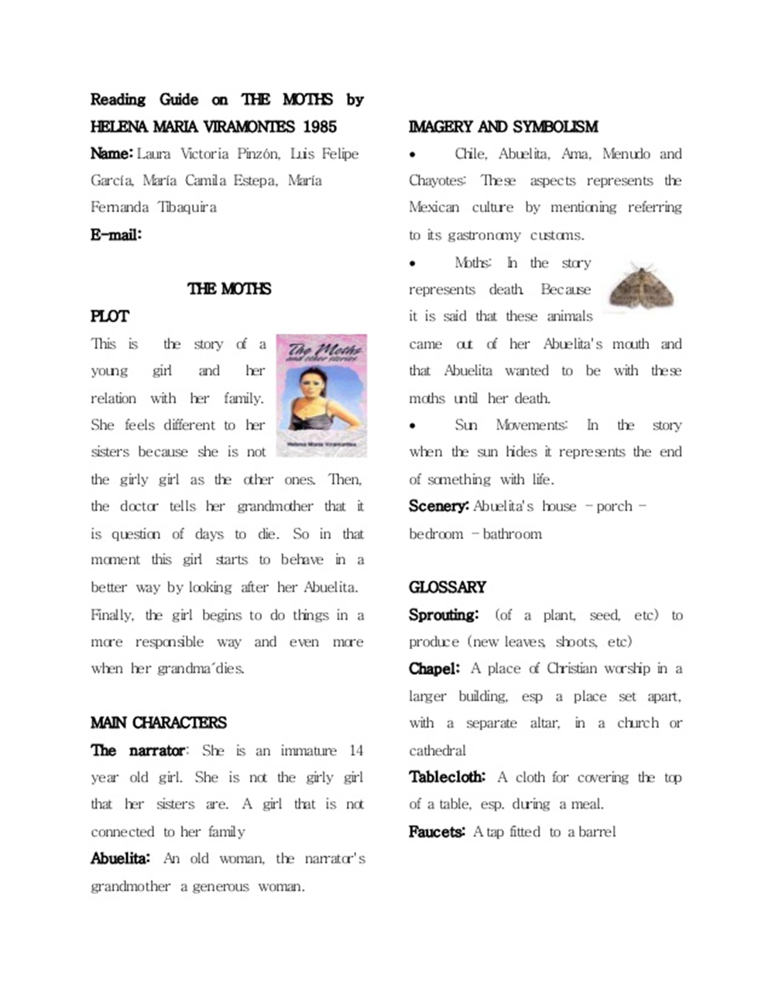 Reading Guide on THE MOTHS by
HELENA MARIA VIRAMONTES 1985
Name: Laura Victoria Pinzón, Luis Felipe
García, María Camila Estepa, María
Fernanda Tibaquira
E-mail:
THE MOTHS
PLOT
This is the story of a
young girl and her
relation with her family.
She feels different to her
sisters because she is not
the girly girl as the other ones. Then,
the doctor tells her grandmother that it
is question of days to die. So in that
moment this girl starts to behave in a
better way by looking after her Abuelita.
Finally, the girl begins to do things in a
more responsible way and even more
when her grandma´dies.
The Moths
and other stories
Helena Maria Viramontes
MAIN CHARACTERS
The narrator: She is an immature 14
year old girl. She is not the girly girl
that her sisters are. A girl that is not
connected to her family
Abuelita: An old woman, the narrator's
grandmother a generous woman.
IMAGERY AND SYMBOLISM
• Chile, Abuelita, Ama, Menudo and
Chayotes: These aspects represents the
Mexican culture by mentioning referring
to its gastronomy customs.
• Moths: In the story
represents death. Because
it is said that these animals
came out of her Abuelita's mouth and
that Abuelita wanted to be with these
moths until her death.
• Sun Movements: In the story
when the sun hides it represents the end
of something with life.
Scenery: Abuelita's house - porch -
bedroom - bathroom
GLOSSARY
Sprouting: (of a plant, seed, etc) to
produce (new leaves, shoots, etc)
Chapel: A place of Christian worship in a
larger building, esp a place set apart,
with a separate altar, in a church or
cathedral
Tablecloth: A cloth for covering the top
of a table, esp. during a meal.
Faucets: A tap fitted to a barrel